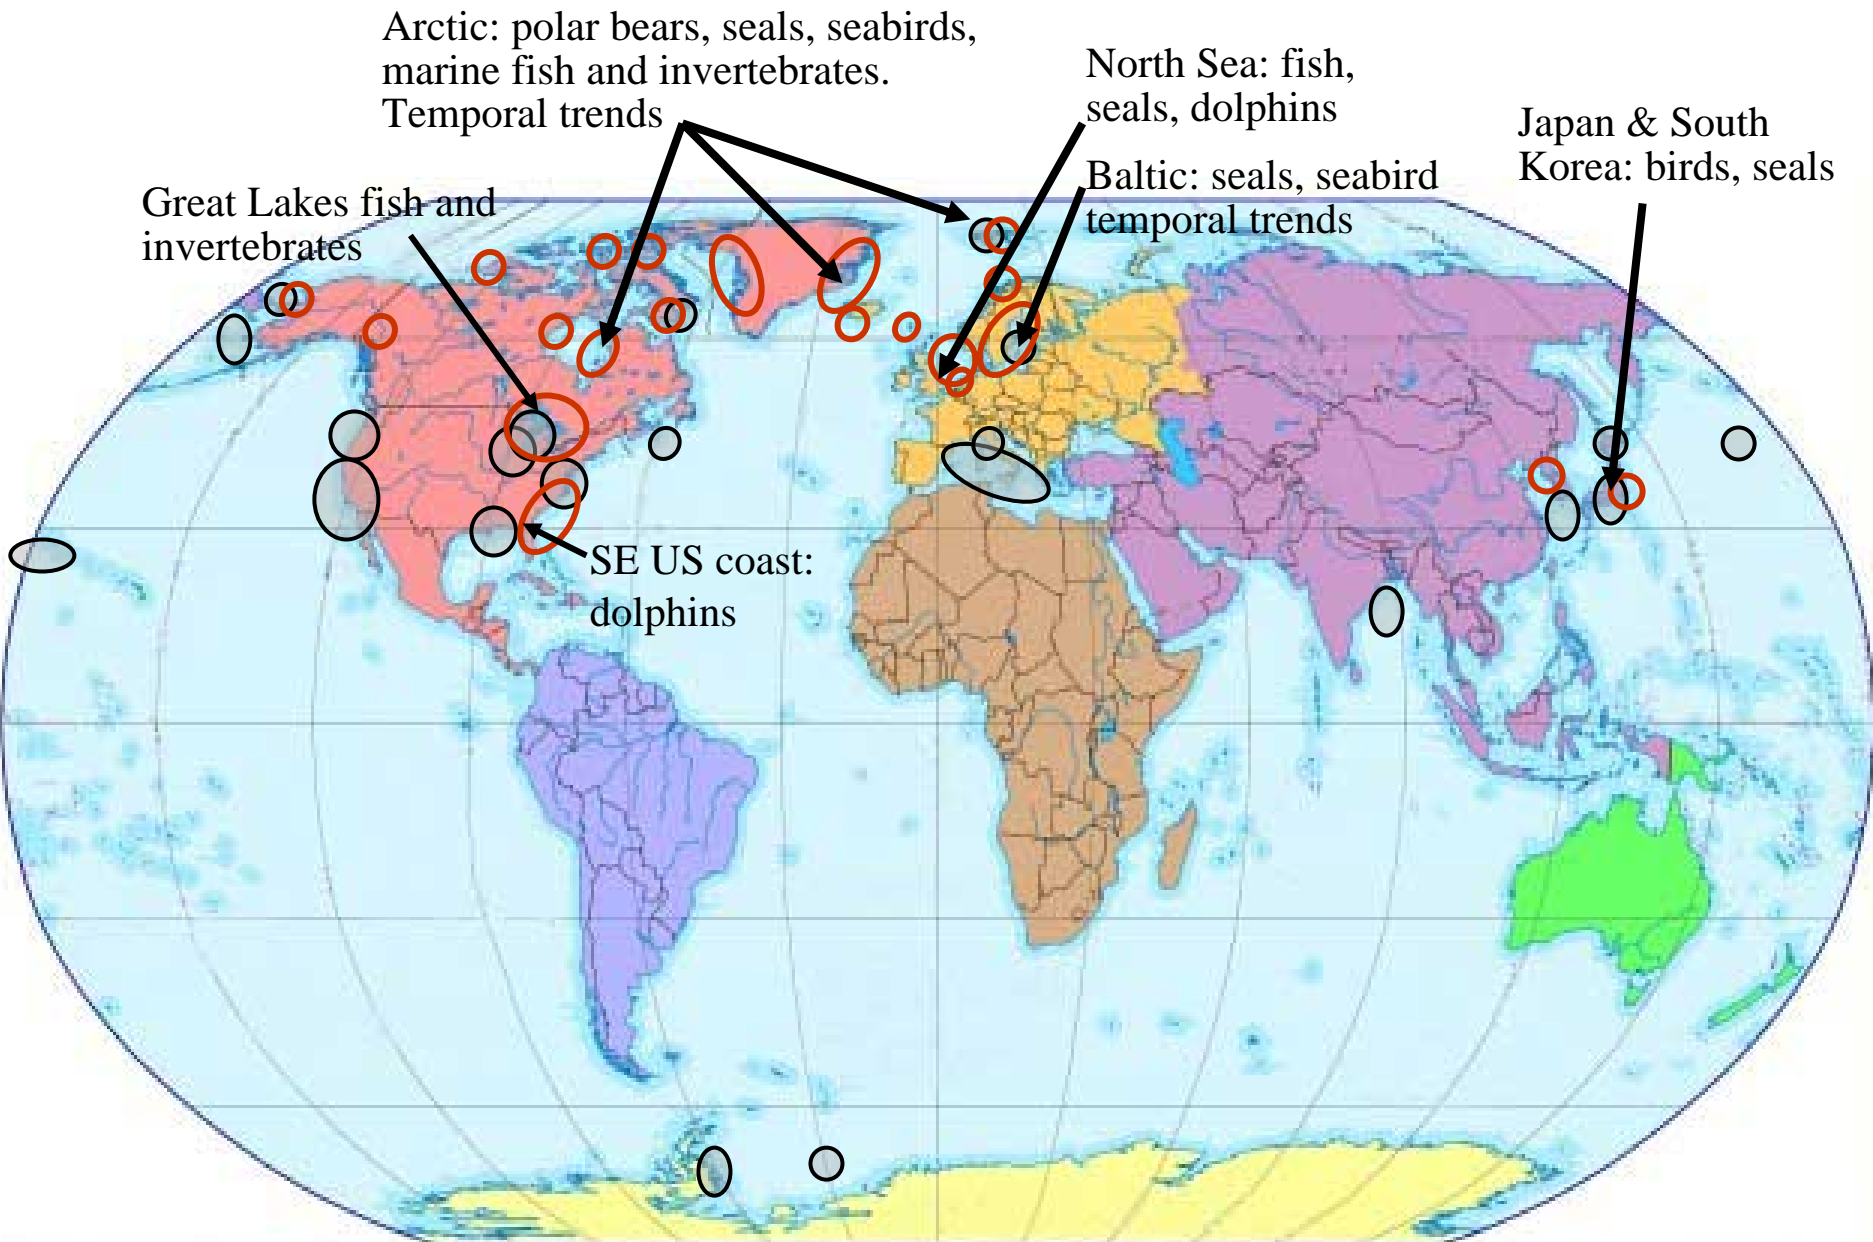 Arctic: polar bears, seals, seabirds,
marine fish and invertebrates.
Temporal trends
North Sea: fish,
seals, dolphins
Japan & South
Korea: birds, seals
Baltic: seals, seabird
temporal trends
Great Lakes fish and
invertebrates
SE US coast:
dolphins